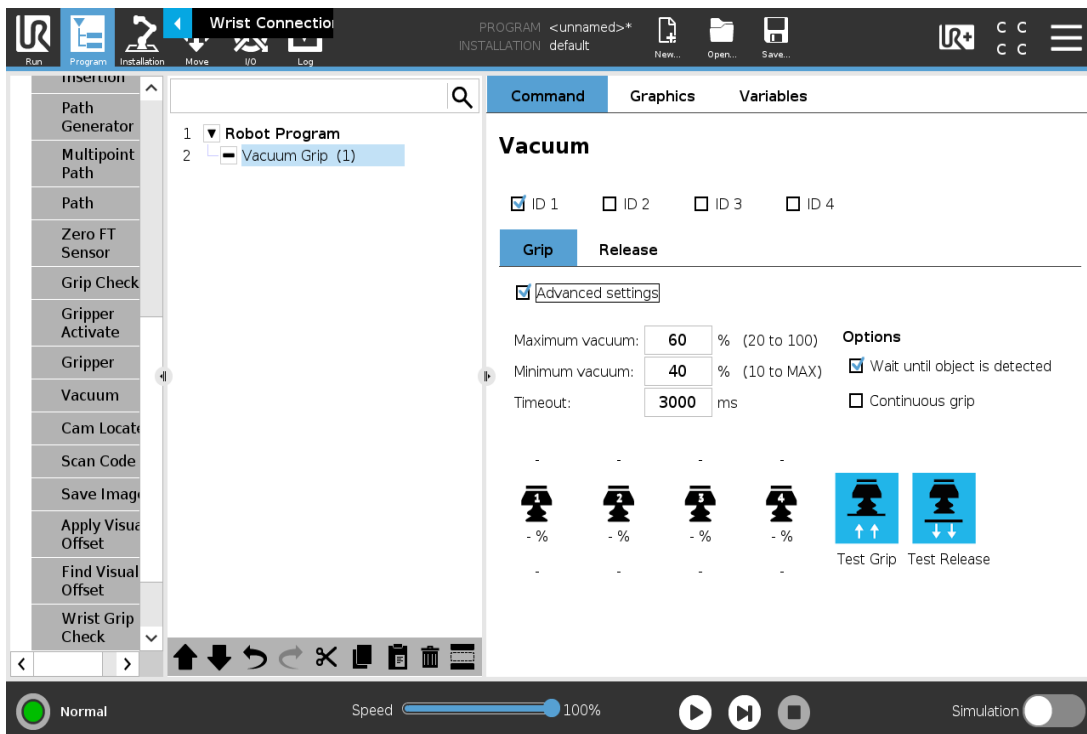 Wrist Connection
PROGRAM <unnamed>*
INSTALLATION default
Run
Program
Installation
Move
I/O
Log
New...
Open...
Save...
UR+
C C
C C
Insertion
Path
Generator
Multipoint
Path
Path
Zero FT
Sensor
Grip Check
Gripper
Activate
Gripper
Vacuum
Cam Locate
Scan Code
Save Image
Apply Visua
Offset
Find Visual
Offset
Wrist Grip
Check
1 Robot Program
2 Vacuum Grip (1)
Command Graphics Variables
Vacuum
ID 1 ID 2 ID 3 ID 4
Grip Release
Advanced settings
Maximum vacuum: 60 % (20 to 100)
Minimum vacuum: 40 % (10 to MAX)
Timeout: 3000 ms
Options
Wait until object is detected
Continuous grip
- - - -
1 2 3 4
- % - % - % - %
- - - -
Test Grip Test Release
Normal
Speed 100%
Simulation